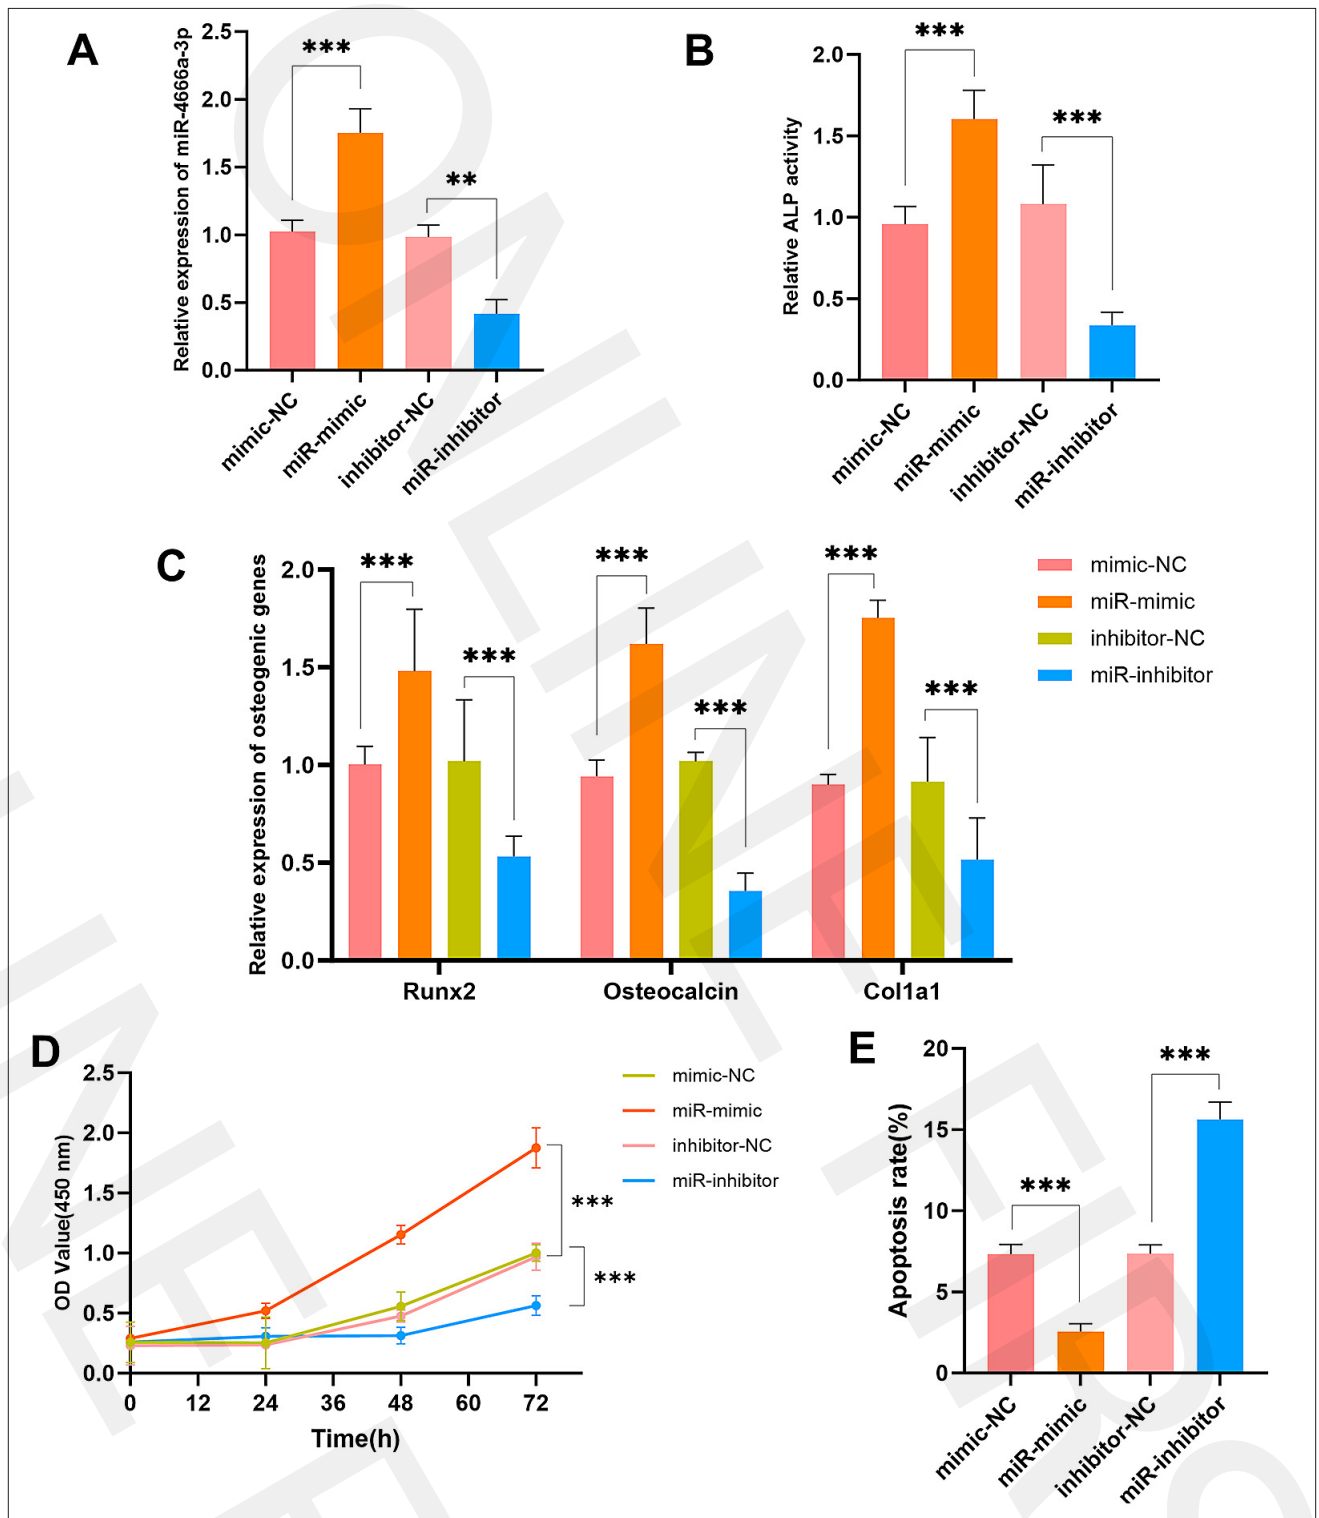 A
Relative expression of miR-4666a-3p
2.5
2.0
1.5
1.0
0.5
0.0
***
**
mimic-NC
miR-mimic
inhibitor-NC
miR-inhibitor
B
Relative ALP activity
2.0
1.5
1.0
0.5
0.0
***
***
mimic-NC
miR-mimic
inhibitor-NC
miR-inhibitor
C
Relative expression of osteogenic genes
2.0
1.5
1.0
0.5
0.0
***
***
***
***
***
***
Runx2
Osteocalcin
Col1a1
mimic-NC
miR-mimic
inhibitor-NC
miR-inhibitor
D
OD Value(450 nm)
2.5
2.0
1.5
1.0
0.5
0.0
0
12
24
36
48
60
72
Time(h)
mimic-NC
miR-mimic
inhibitor-NC
miR-inhibitor
***
***
E
Apoptosis rate(%)
20
15
10
5
0
***
***
mimic-NC
miR-mimic
inhibitor-NC
miR-inhibitor
ONLINE
FIRS